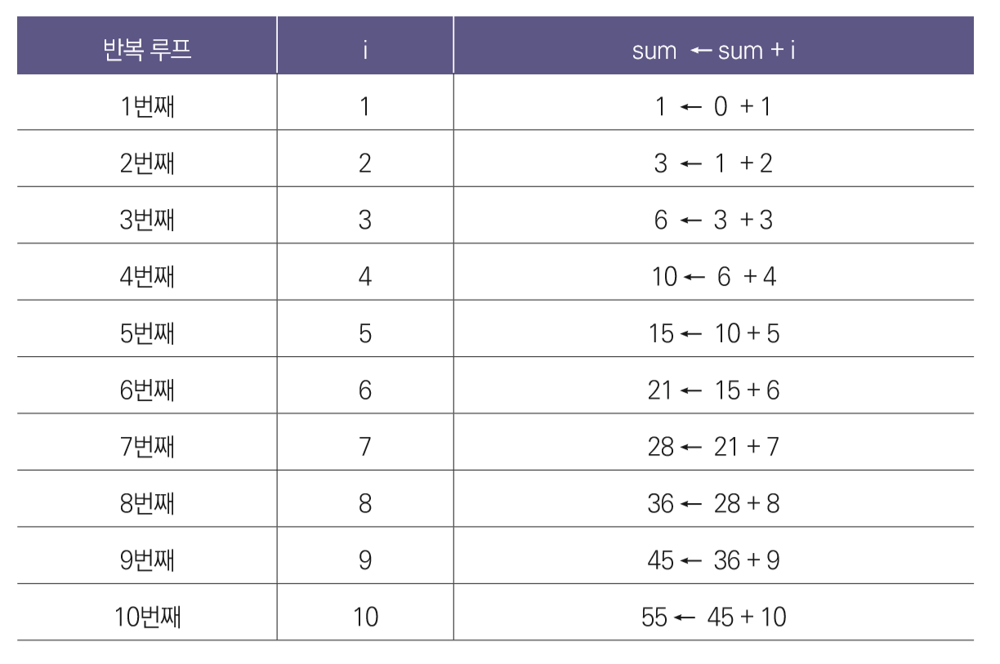 반복 루프 i sum ← sum + i
1번째 1 1 ← 0 + 1
2번째 2 3 ← 1 + 2
3번째 3 6 ← 3 + 3
4번째 4 10 ← 6 + 4
5번째 5 15 ← 10 + 5
6번째 6 21 ← 15 + 6
7번째 7 28 ← 21 + 7
8번째 8 36 ← 28 + 8
9번째 9 45 ← 36 + 9
10번째 10 55 ← 45 + 10